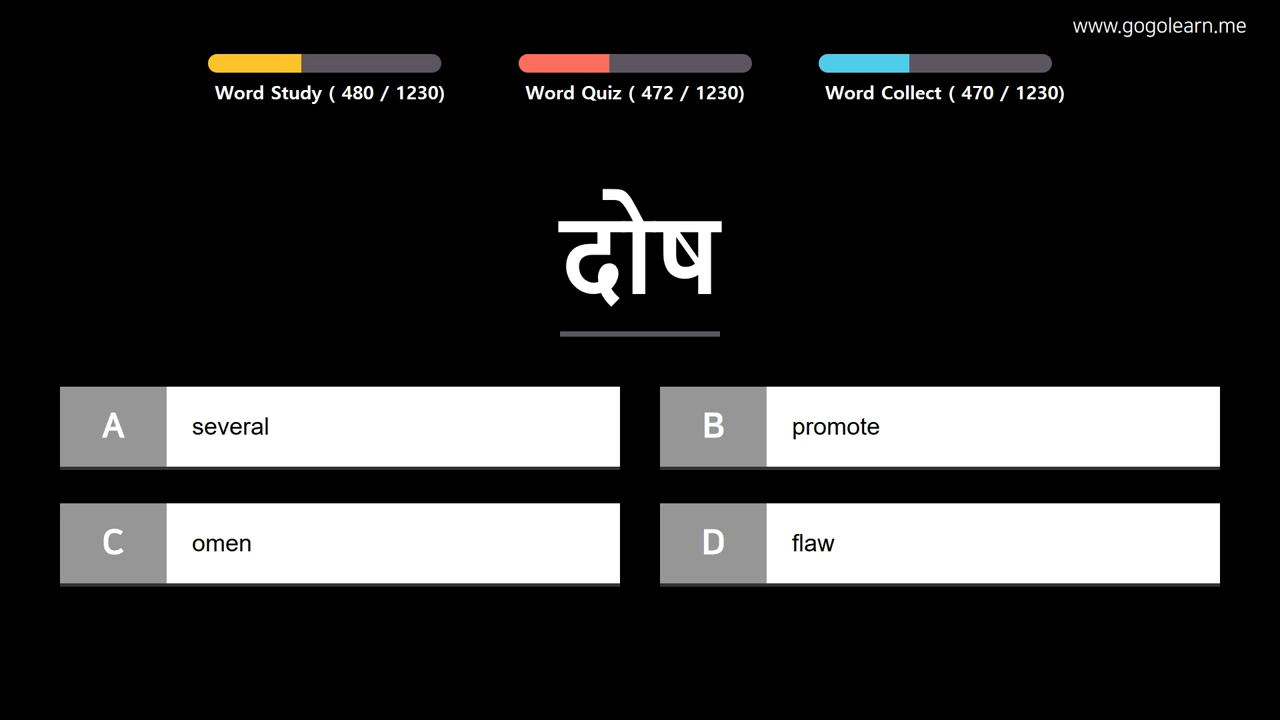 www.gogolearn.me
Word Study ( 480 / 1230)
Word Quiz ( 472 / 1230)
Word Collect ( 470 / 1230)
दोष
A several
B promote
C omen
D flaw